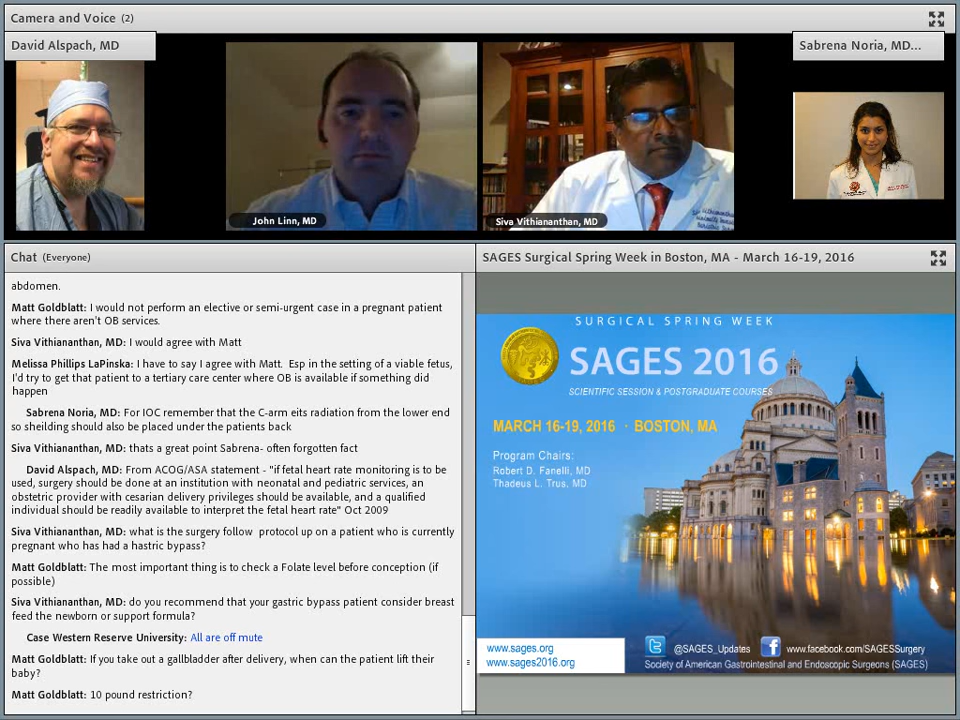 Camera and Voice (2)
David Alspach, MD
Sabrena Noria, MD...
John Linn, MD
Siva Vithiananthan, MD
Chat (Everyone)
abdomen.
Matt Goldblatt: I would not perform an elective or semi-urgent case in a pregnant patient
where there aren't OB services.
Siva Vithiananthan, MD: I would agree with Matt
Melissa Phillips LaPinska: I have to say I agree with Matt. Esp in the setting of a viable fetus,
I'd try to get that patient to a tertiary care center where OB is available if something did
happen
Sabrena Noria, MD: For IOC remember that the C-arm eits radiation from the lower end
so sheilding should also be placed under the patients back
Siva Vithiananthan, MD: thats a great point Sabrena- often forgotten fact
David Alspach, MD: From ACOG/ASA statement - "if fetal heart rate monitoring is to be
used, surgery should be done at an institution with neonatal and pediatric services, an
obstetric provider with cesarian delivery privileges should be available, and a qualified
individual should be readily available to interpret the fetal heart rate" Oct 2009
Siva Vithiananthan, MD: what is the surgery follow protocol up on a patient who is currently
pregnant who has had a hastric bypass?
Matt Goldblatt: The most important thing is to check a Folate level before conception (if
possible)
Siva Vithiananthan, MD: do you recommend that your gastric bypass patient consider breast
feed the newborn or support formula?
Case Western Reserve University: All are off mute
Matt Goldblatt: If you take out a gallbladder after delivery, when can the patient lift their
baby?
Matt Goldblatt: 10 pound restriction?
SAGES Surgical Spring Week in Boston, MA - March 16-19, 2016
SURGICAL SPRING WEEK
SAGES 2016
SCIENTIFIC SESSION & POSTGRADUATE COURSES
MARCH 16-19, 2016 · BOSTON, MA
Program Chairs:
Robert D. Fanelli, MD
Thadeus L. Trus, MD
www.sages.org
www.sages2016.org
@SAGES_Updates
www.facebook.com/SAGESSurgery
Society of American Gastrointestinal and Endoscopic Surgeons (SAGES)